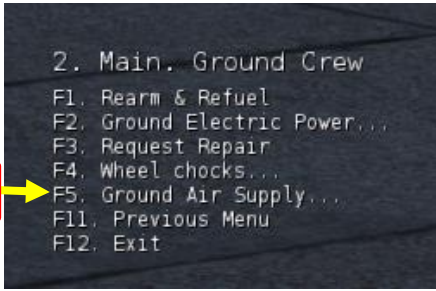 2. Main. Ground Crew
F1. Rearm & Refuel
F2. Ground Electric Power...
F3. Request Repair
F4. Wheel chocks...
F5. Ground Air Supply...
F11. Previous Menu
F12. Exit